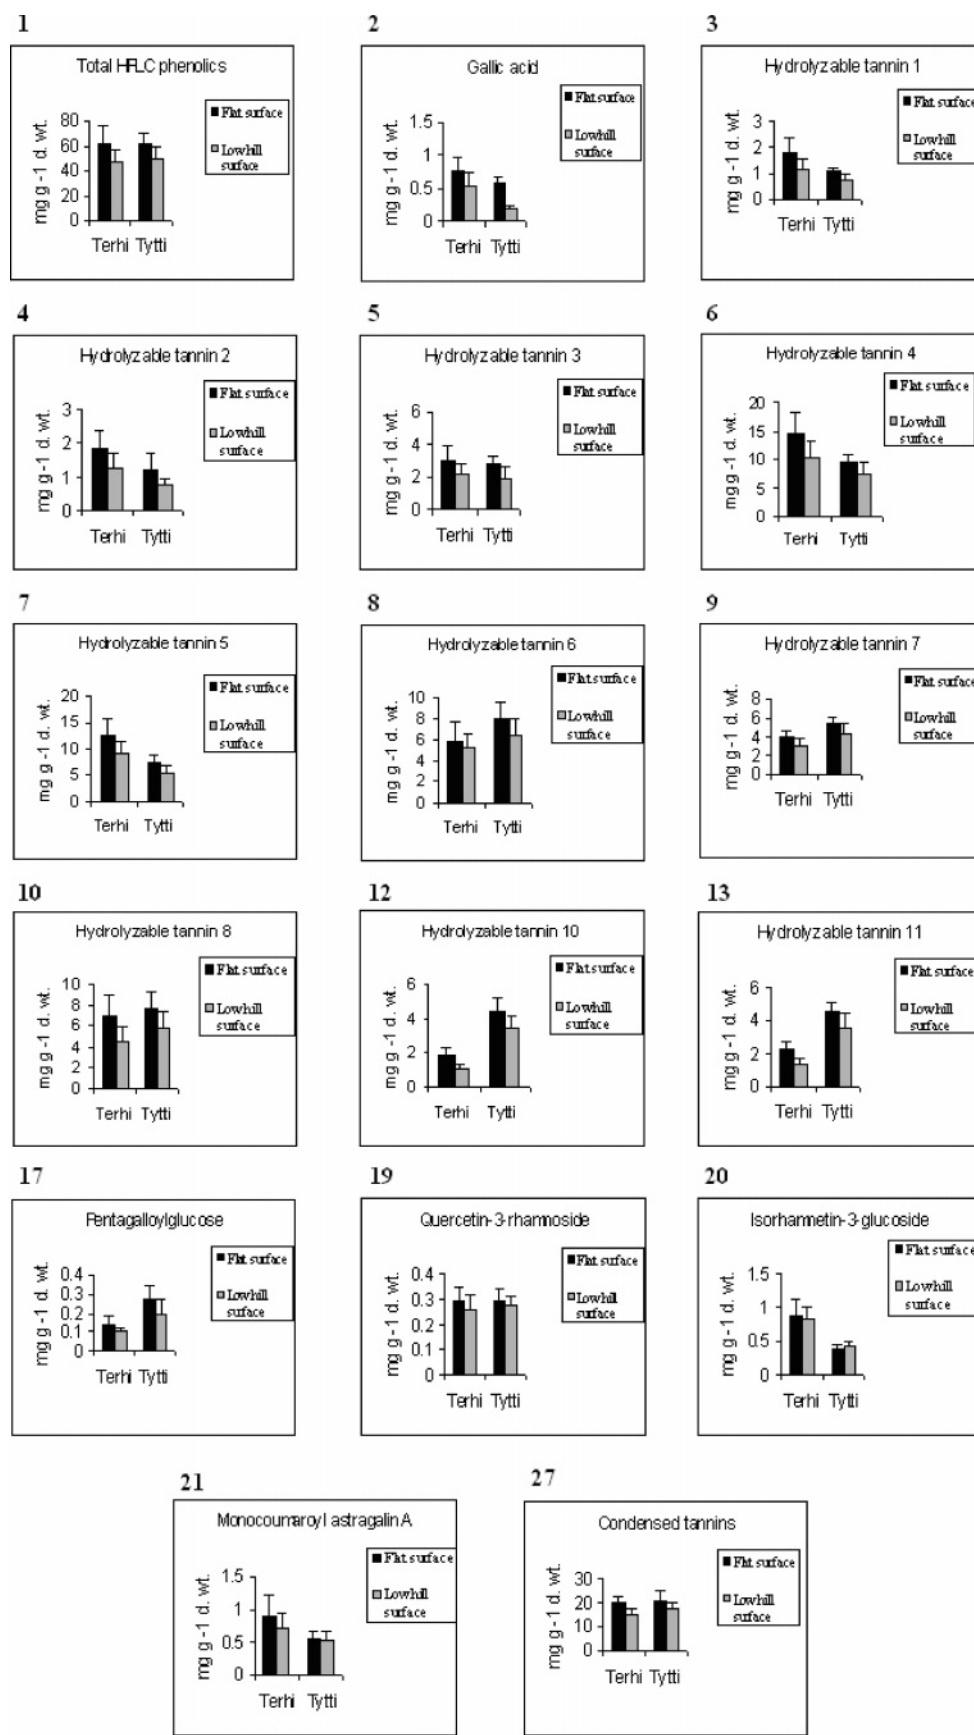 1
Total HPLC phenolics
Flat surface
Lowhill
surface
mg g -1 d. wt.
80
60
40
20
0
Terhi Tytti
2
Gallic acid
Flat surface
Lowhill
surface
mg g -1 d. wt.
1.5
1
0.5
0
Terhi Tytti
3
Hydrolyzable tannin 1
Flat surface
Lowhill
surface
mg g -1 d. wt.
3
2
1
0
Terhi Tytti
4
Hydrolyzable tannin 2
Flat surface
Lowhill
surface
mg g -1 d. wt.
3
2
1
0
Terhi Tytti
5
Hydrolyzable tannin 3
Flat surface
Lowhill
surface
mg g -1 d. wt.
6
4
2
0
Terhi Tytti
6
Hydrolyzable tannin 4
Flat surface
Lowhill
surface
mg g -1 d. wt.
20
15
10
5
0
Terhi Tytti
7
Hydrolyzable tannin 5
Flat surface
Lowhill
surface
mg g -1 d. wt.
20
15
10
5
0
Terhi Tytti
8
Hydrolyzable tannin 6
Flat surface
Lowhill
surface
mg g -1 d. wt.
10
8
6
4
2
0
Terhi Tytti
9
Hydrolyzable tannin 7
Flat surface
Lowhill
surface
mg g -1 d. wt.
8
6
4
2
0
Terhi Tytti
10
Hydrolyzable tannin 8
Flat surface
Lowhill
surface
mg g -1 d. wt.
10
8
6
4
2
0
Terhi Tytti
12
Hydrolyzable tannin 10
Flat surface
Lowhill
surface
mg g -1 d. wt.
6
4
2
0
Terhi Tytti
13
Hydrolyzable tannin 11
Flat surface
Lowhill
surface
mg g -1 d. wt.
6
4
2
0
Terhi Tytti
17
Pentagalloylglucose
Flat surface
Lowhill
surface
mg g -1 d. wt.
0.4
0.3
0.2
0.1
0
Terhi Tytti
19
Quercetin-3-rhamnoside
Flat surface
Lowhill
surface
mg g -1 d. wt.
0.4
0.3
0.2
0.1
0
Terhi Tytti
20
Isorhamnetin-3-glucoside
Flat surface
Lowhill
surface
mg g -1 d. wt.
1.5
1
0.5
0
Terhi Tytti
21
Monocoumaroyl astragalin A
Flat surface
Lowhill
surface
mg g -1 d. wt.
1.5
1
0.5
0
Terhi Tytti
27
Condensed tannins
Flat surface
Lowhill
surface
mg g -1 d. wt.
30
20
10
0
Terhi Tytti